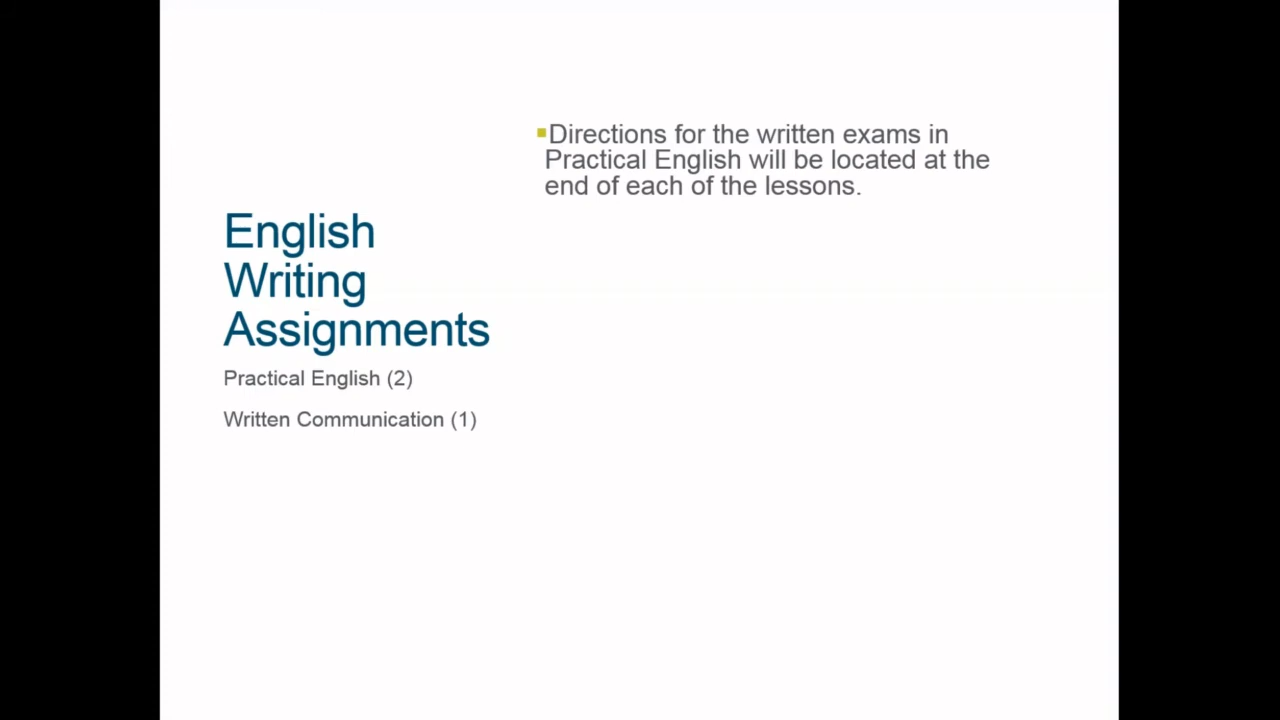 English
Writing
Assignments
Practical English (2)
Written Communication (1)
Directions for the written exams in
Practical English will be located at the
end of each of the lessons.